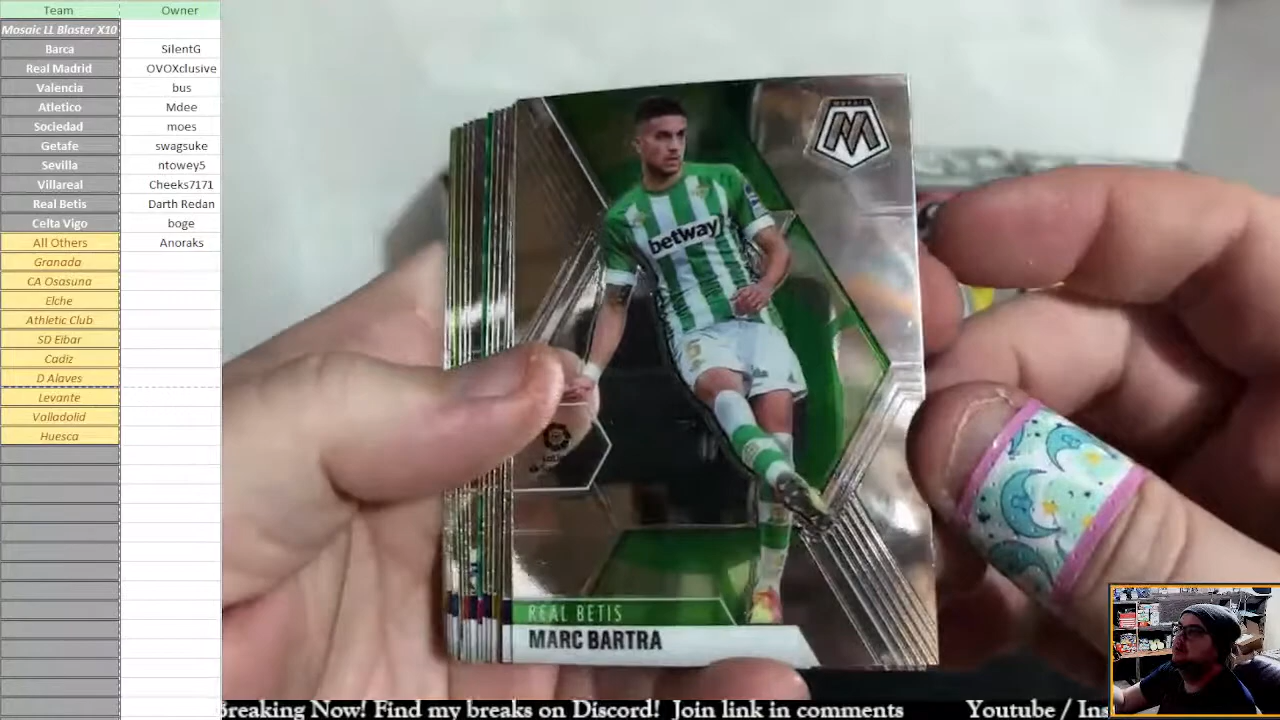 Team Owner
Mosaic LL Blaster X10
Barca SilentG
Real Madrid OVOXclusive
Valencia bus
Atletico Mdee
Sociedad moes
Getafe swagsuke
Sevilla ntowey5
Villareal Cheeks7171
Real Betis Darth Redan
Celta Vigo boge
All Others Anoraks
Granada
CA Osasuna
Elche
Athletic Club
SD Eibar
Cadiz
D Alaves
Levante
Valladolid
Huesca
MOSAIC
betway
REAL BETIS
MARC BARTRA
Breaking Now! Find my breaks on Discord! Join link in comments Youtube / Ins